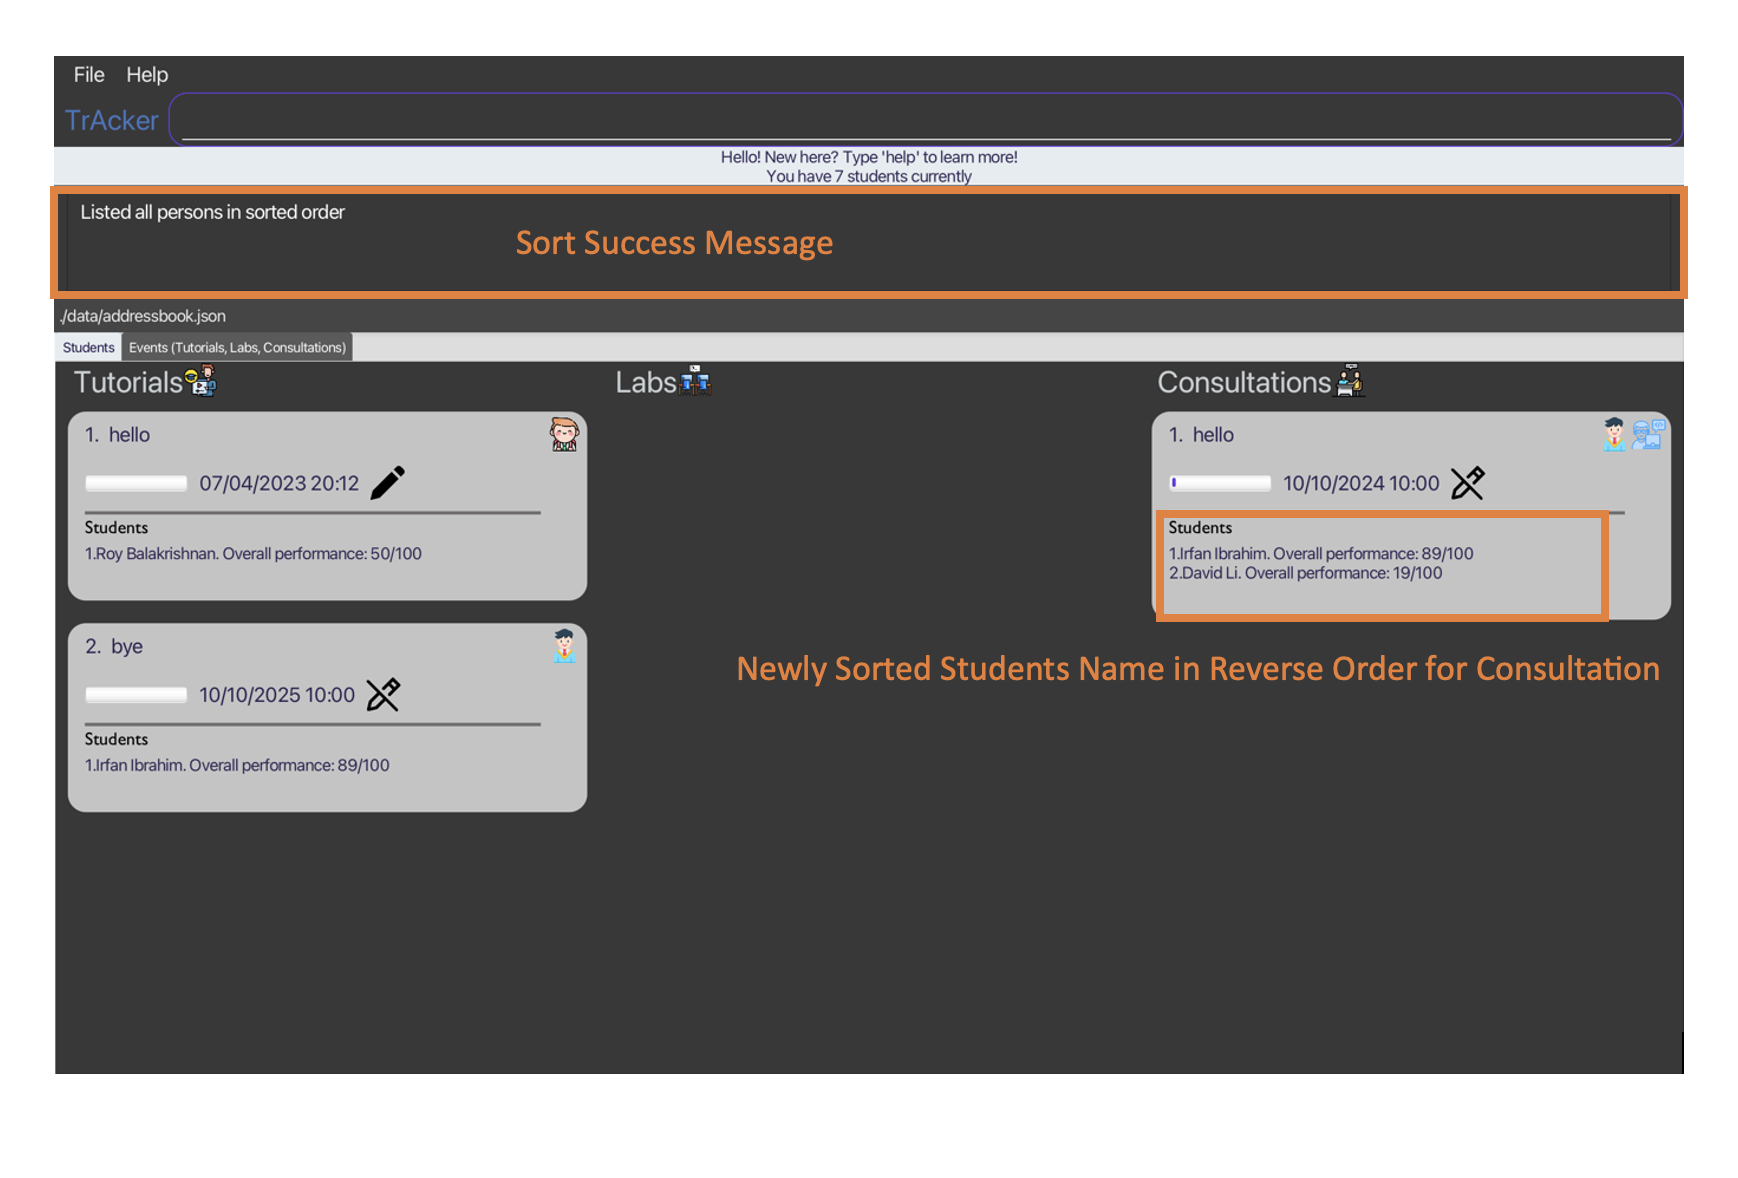 File Help
TrAcker
Hello! New here? Type 'help' to learn more!
You have 7 students currently
Listed all persons in sorted order
Sort Success Message
./data/addressbook.json
Students Events (Tutorials, Labs, Consultations)
Tutorials
1. hello
07/04/2023 20:12
Students
1.Roy Balakrishnan. Overall performance: 50/100
2. bye
10/10/2025 10:00
Students
1.Irfan Ibrahim. Overall performance: 89/100
Labs
Consultations
1. hello
10/10/2024 10:00
Students
1.Irfan Ibrahim. Overall performance: 89/100
2.David Li. Overall performance: 19/100
Newly Sorted Students Name in Reverse Order for Consultation